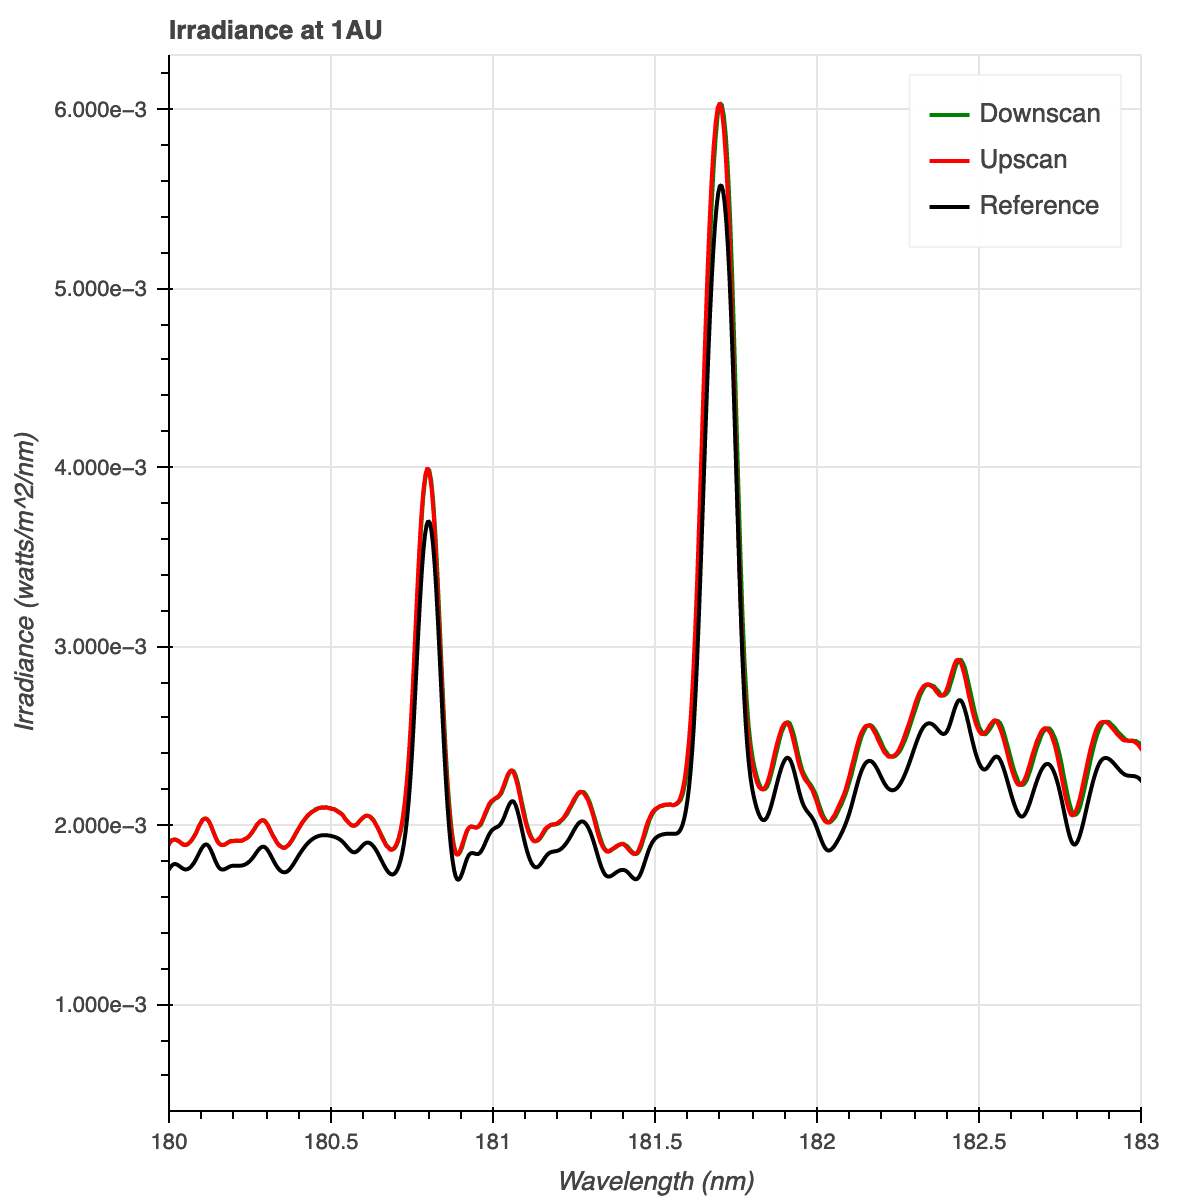 Irradiance at 1AU
Downscan
Upscan
Reference
6.000e−3
5.000e−3
4.000e−3
3.000e−3
2.000e−3
1.000e−3
Irradiance (watts/m^2/nm)
180
180.5
181
181.5
182
182.5
183
Wavelength (nm)